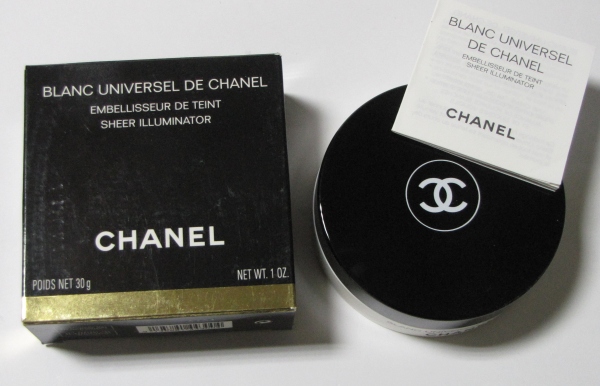 BLANC UNIVERSEL DE CHANEL
EMBELLISSEUR DE TEINT
SHEER ILLUMINATOR
CHANEL
POIDS NET 30 g
NET WT. 1 OZ.
BLANC UNIVERSEL
DE CHANEL
EMBELLISSEUR DE TEINT
SHEER ILLUMINATOR
CHANEL